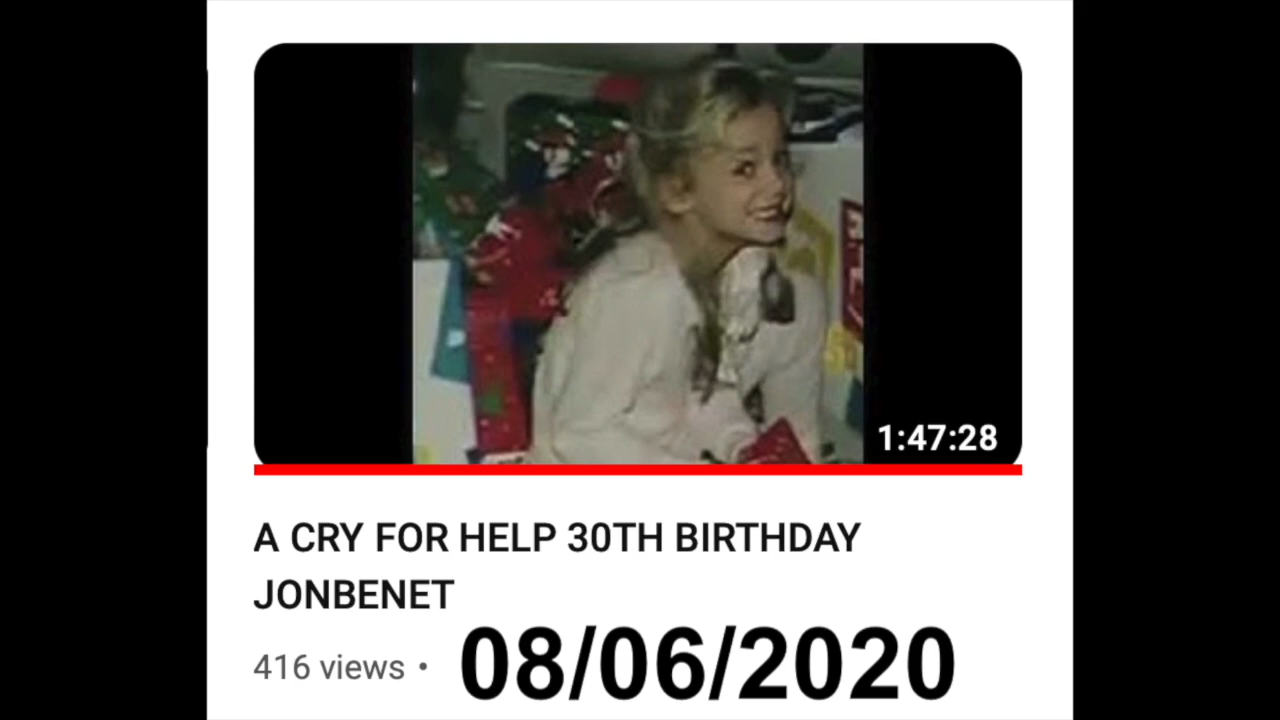 1:47:28
A CRY FOR HELP 30TH BIRTHDAY
JONBENET
416 views •
08/06/2020